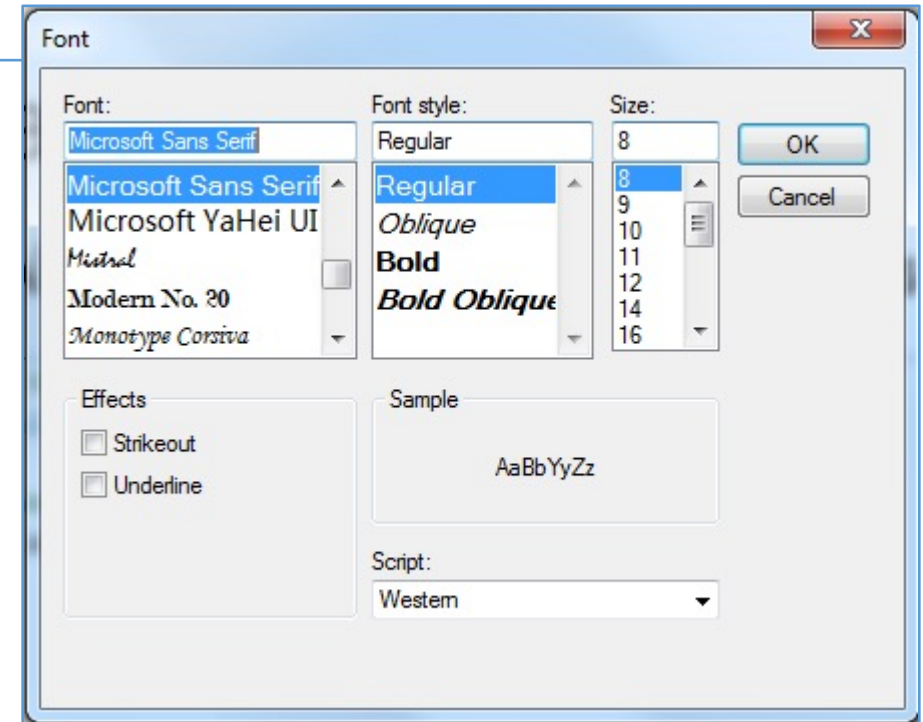 Font
Font:
Font style:
Size:
Microsoft Sans Serif
Regular
8
OK
Microsoft Sans Serif
Microsoft YaHei UI
Mistral
Modern No. 20
Monotype Corsiva
Regular
Oblique
Bold
Bold Oblique
8
9
10
11
12
14
16
Cancel
Effects
Strikeout
Underline
Sample
AaBbYyZz
Script:
Western